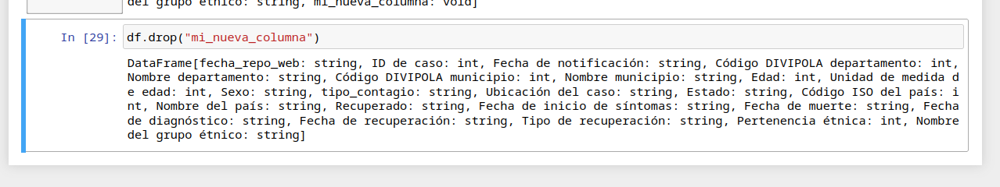 del grupo étnico: string, mi_nueva_columna: void]
In [29]: df.drop("mi_nueva_columna")
DataFrame[fecha_repo_web: string, ID de caso: int, Fecha de notificación: string, Código DIVIPOLA departamento: int,
Nombre departamento: string, Código DIVIPOLA municipio: int, Nombre municipio: string, Edad: int, Unidad de medida d
e edad: int, Sexo: string, tipo_contagio: string, Ubicación del caso: string, Estado: string, Código ISO del país: i
nt, Nombre del país: string, Recuperado: string, Fecha de inicio de síntomas: string, Fecha de muerte: string, Fecha
de diagnóstico: string, Fecha de recuperación: string, Tipo de recuperación: string, Pertenencia étnica: int, Nombre
del grupo étnico: string]